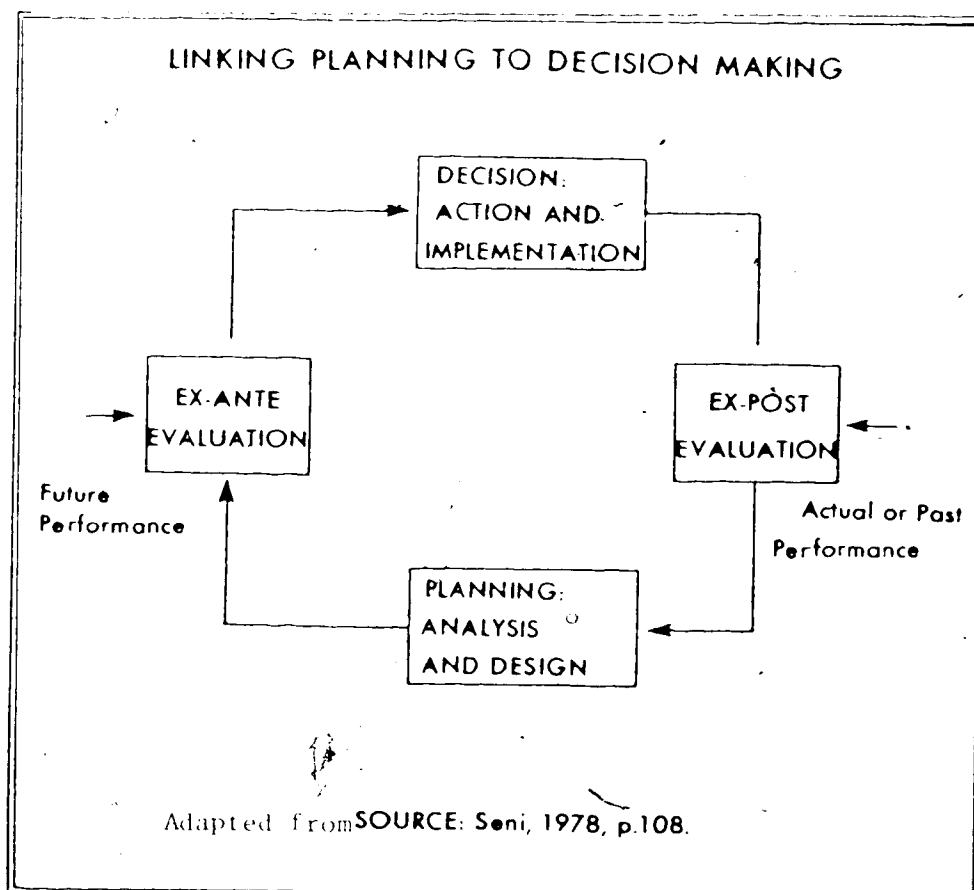 LINKING PLANNING TO DECISION MAKING
DECISION:
ACTION AND
IMPLEMENTATION
EX-ANTE
EVALUATION
EX-PÒST
EVALUATION
Future
Performance
Actual or Past
Performance
PLANNING:
ANALYSIS
AND DESIGN
Adapted from SOURCE: Seni, 1978, p.108.